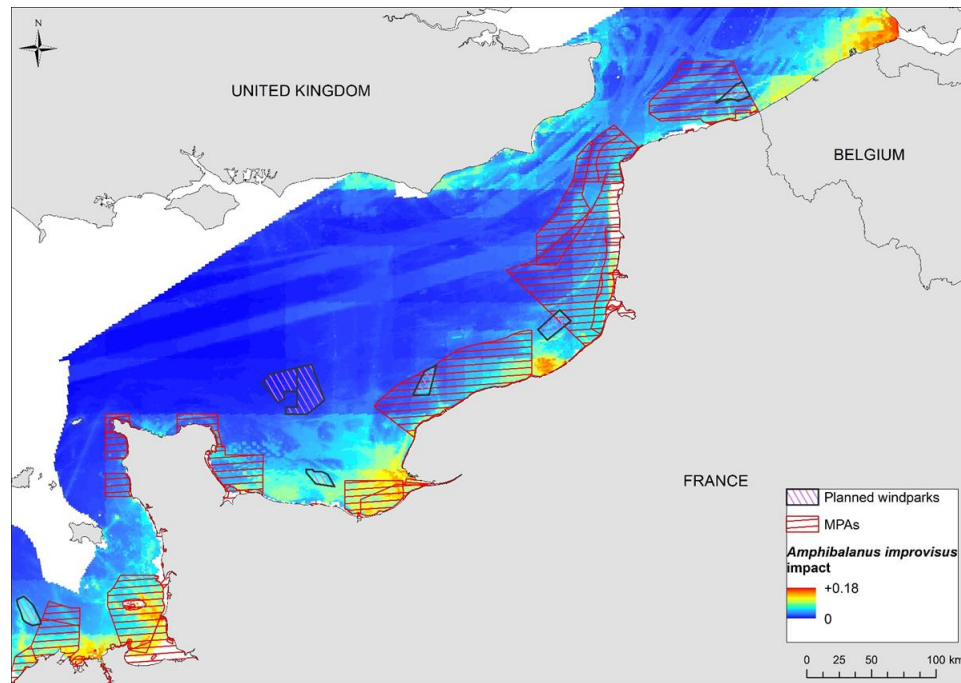 N
UNITED KINGDOM
BELGIUM
FRANCE
Planned windparks
MPAs
Amphibalanus improvisus
impact
+0.18
0
0 25 50 100 km